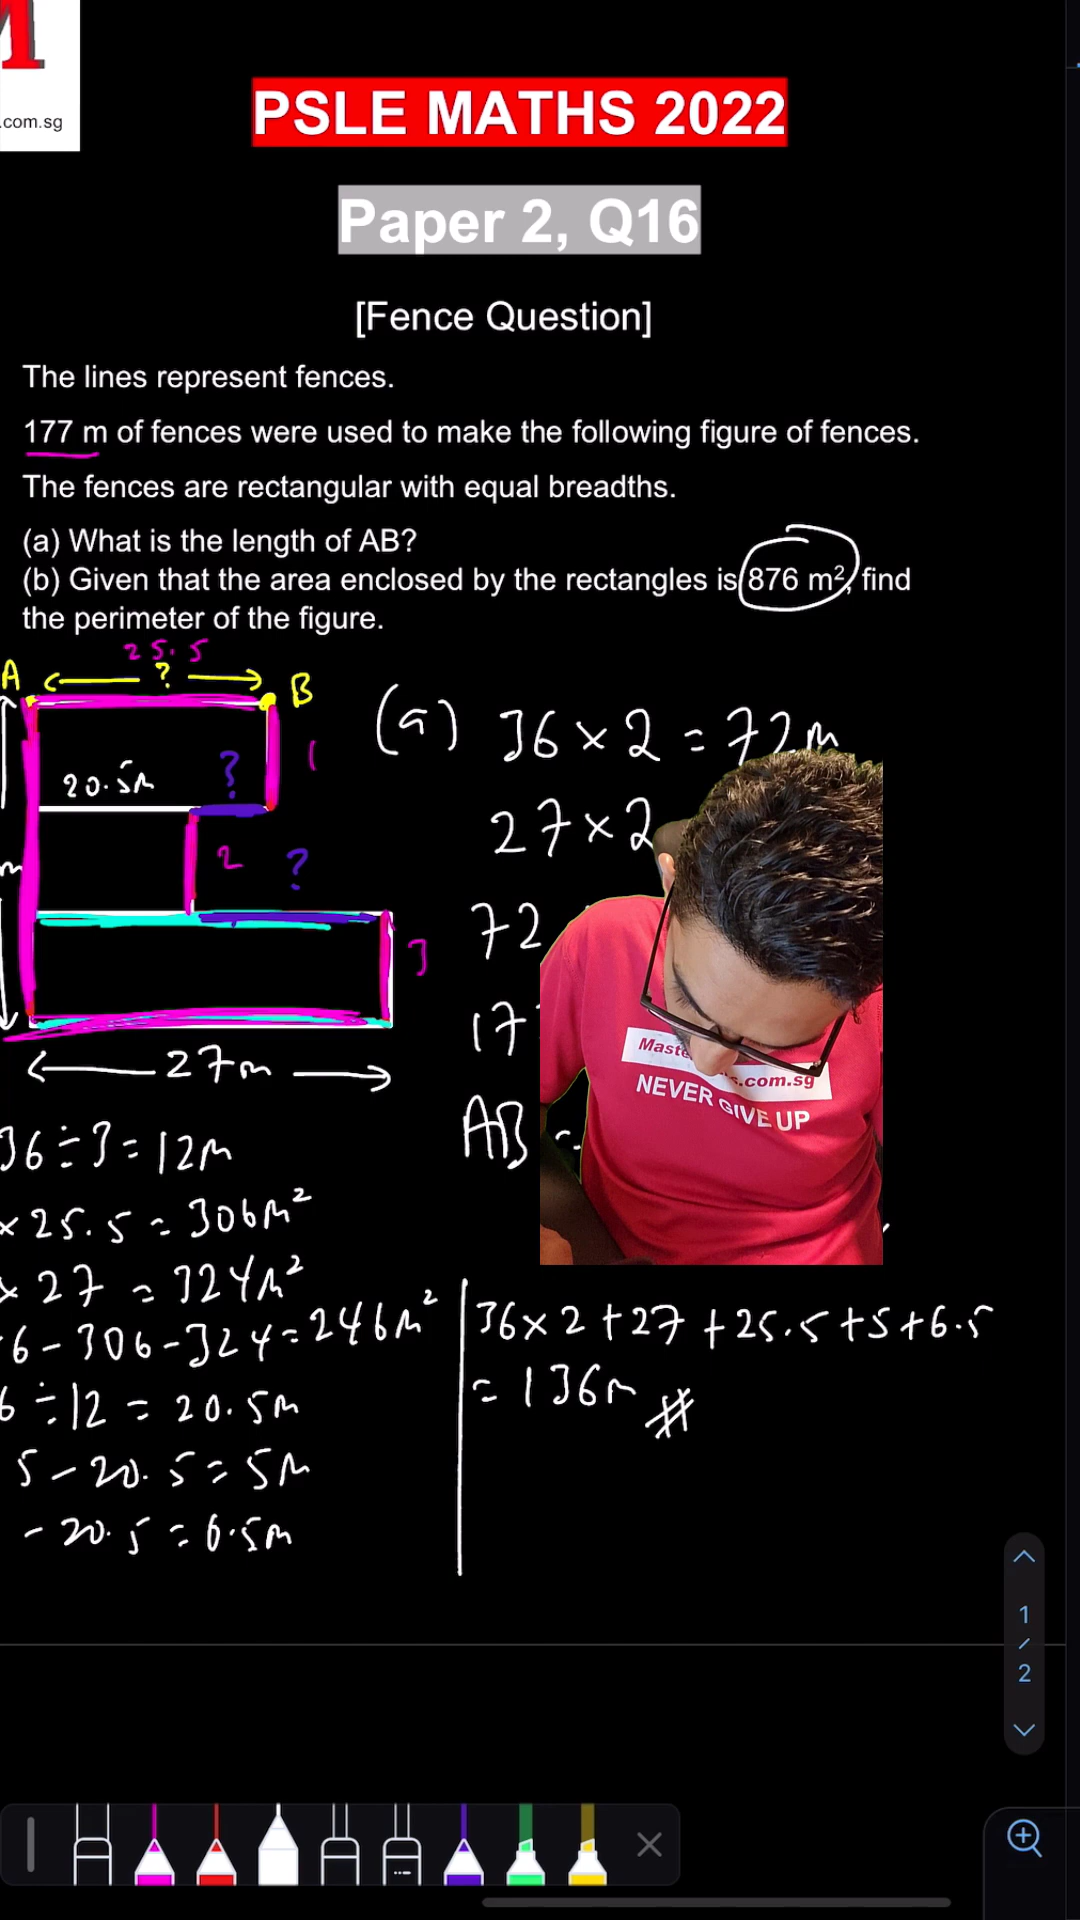 .com.sg
PSLE MATHS 2022
Paper 2, Q16
[Fence Question]
The lines represent fences.
177 m of fences were used to make the following figure of fences.
The fences are rectangular with equal breadths.
(a) What is the length of AB?
(b) Given that the area enclosed by the rectangles is 876 m², find
the perimeter of the figure.
25.5
A ? B
20.5m ? 1
2 ?
3
27m
(a) 36 × 2 = 72m
27 × 2
72
17
AB =
.com.sg
NEVER GIVE UP
36 ÷ 3 = 12m
× 25.5 = 306m²
× 27 = 324m²
6 - 306 - 324 = 246m²
6 ÷ 12 = 20.5m
5 - 20.5 = 5m
- 20.5 = 6.5m
36 × 2 + 27 + 25.5 + 5 + 6.5
= 136m #
1
/
2